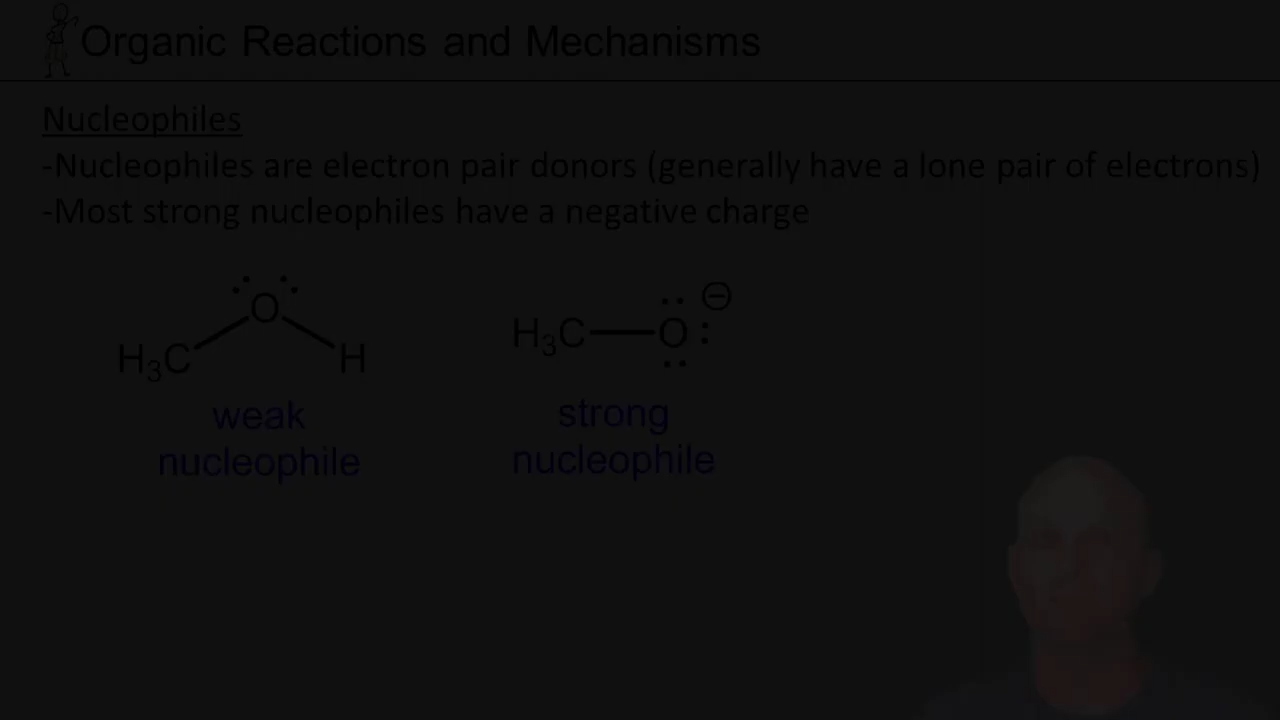 Organic Reactions and Mechanisms
Nucleophiles
-Nucleophiles are electron pair donors (generally have a lone pair of electrons)
-Most strong nucleophiles have a negative charge
O
H₃C
H
weak
nucleophile
H₃C O ⊖
strong
nucleophile